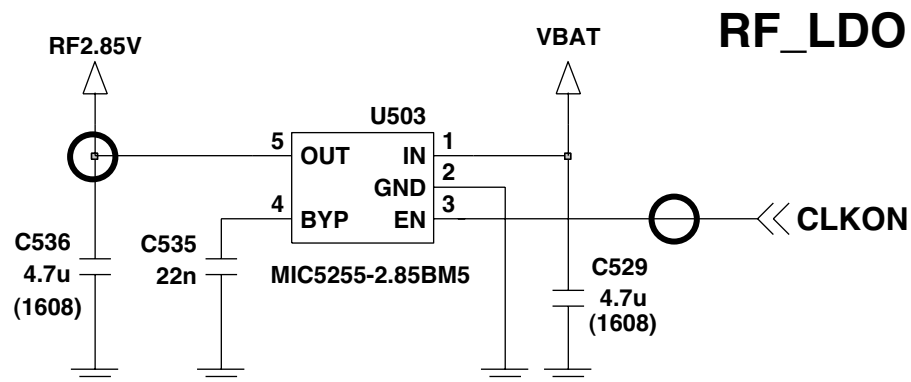 RF_LDO
RF2.85V
VBAT
U503
5
OUT
IN
1
GND
2
4
BYP
EN
3
CLKON
MIC5255-2.85BM5
C536
4.7u
(1608)
C535
22n
C529
4.7u
(1608)